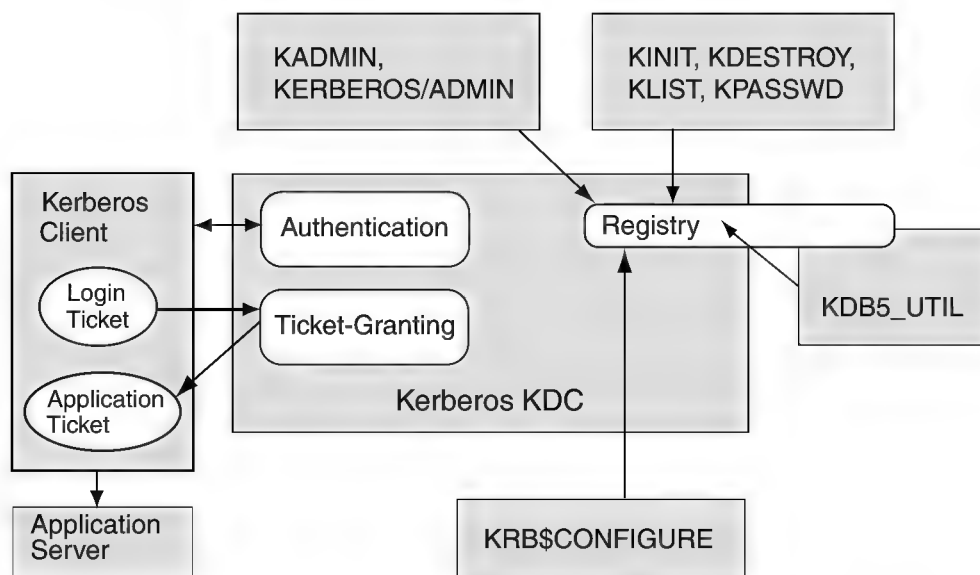 KADMIN,
KERBEROS/ADMIN
KINIT, KDESTROY,
KLIST, KPASSWD
Kerberos
Client
Authentication
Registry
Login
Ticket
Ticket-Granting
KDB5_UTIL
Application
Ticket
Kerberos KDC
Application
Server
KRB$CONFIGURE